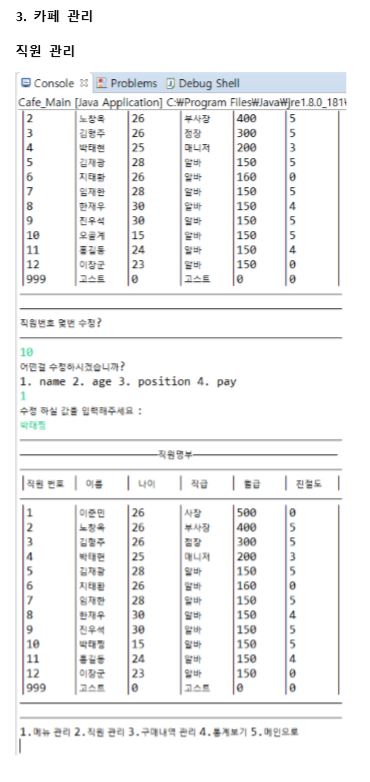 3. 카페 관리
직원 관리
Console Problems Debug Shell
Cafe_Main [Java Application] C:₩Program Files₩Java₩jre1.8.0_181₩
2 노창옥 26 부사장 400 5
3 김형주 26 점장 300 5
4 박태현 25 매니저 200 3
5 김재광 28 알바 150 5
6 지태환 26 알바 160 0
7 임재한 28 알바 150 5
8 한재우 30 알바 150 4
9 진우석 30 알바 150 5
10 오골계 15 알바 150 5
11 홍길동 24 알바 150 4
12 이장군 23 알바 150 0
999 고스트 0 고스트 0 0
직원번호 몇번 수정?
10
어떤걸 수정하시겠습니까?
1. name 2. age 3. position 4. pay
1
수정 하실 값을 입력해주세요 :
박태찡
직원명부
직원 번호 이름 나이 직급 월급 친절도
1 이준민 26 사장 500 0
2 노창옥 26 부사장 400 5
3 김형주 26 점장 300 5
4 박태현 25 매니저 200 3
5 김재광 28 알바 150 5
6 지태환 26 알바 160 0
7 임재한 28 알바 150 5
8 한재우 30 알바 150 4
9 진우석 30 알바 150 5
10 박태찡 15 알바 150 5
11 홍길동 24 알바 150 4
12 이장군 23 알바 150 0
999 고스트 0 고스트 0 0
1.메뉴 관리 2.직원 관리 3.구매내역 관리 4.통계보기 5.메인으로